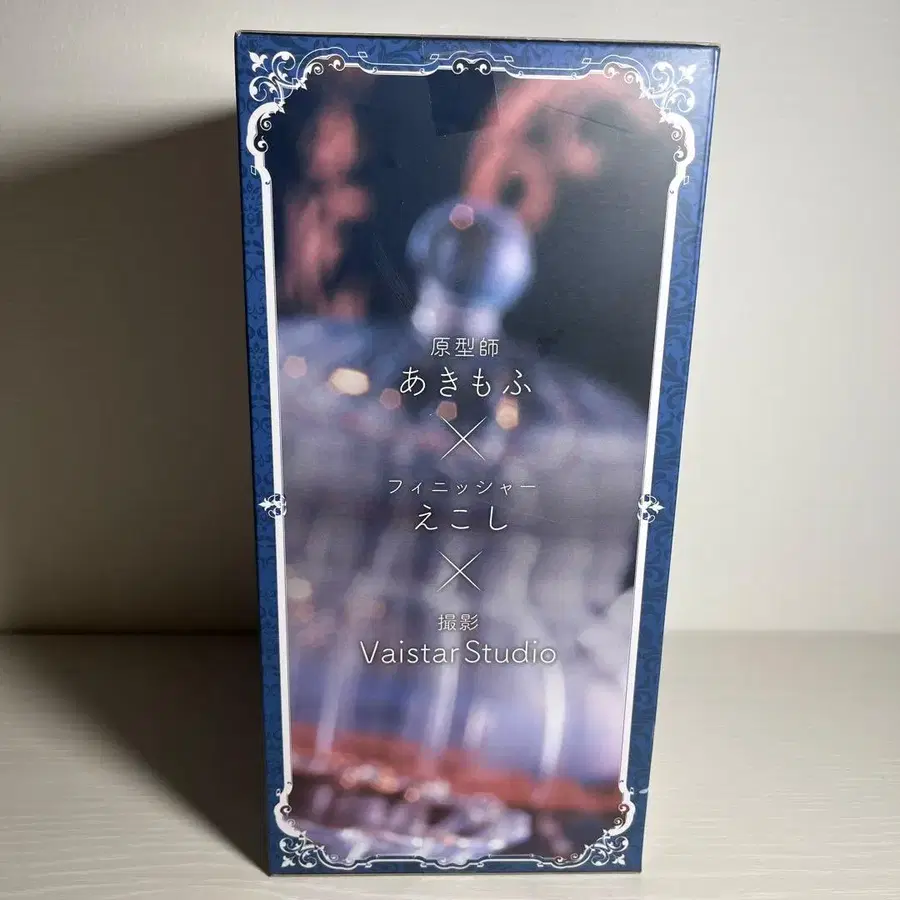 原型師
あきもふ
×
フィニッシャー
えこし
×
撮影
Vaistar Studio